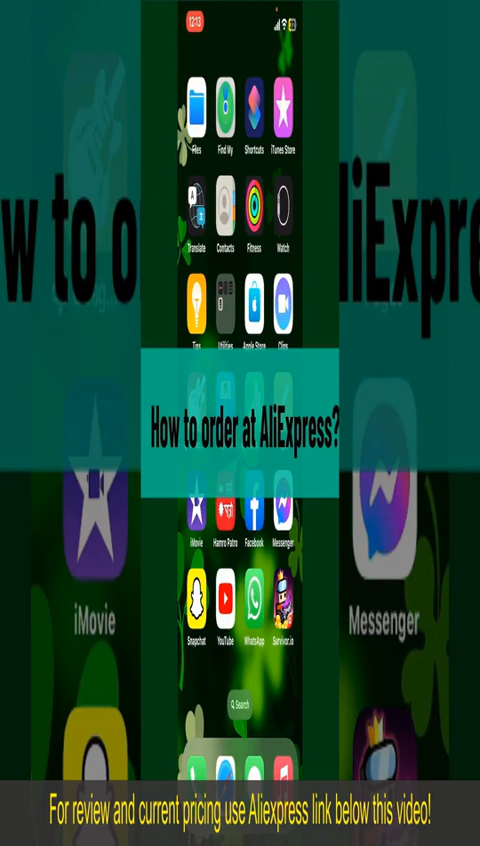 12:13
Files Find My Shortcuts iTunes Store
Translate Contacts Fitness Watch
Tips Utilities Apple Store Clips
w to o
liExpre
How to order at AliExpress?
iMovie Hamro Patro Facebook Messenger
Snapchat YouTube WhatsApp Survivor.io
iMovie
Messenger
Search
For review and current pricing use Aliexpress link below this video!